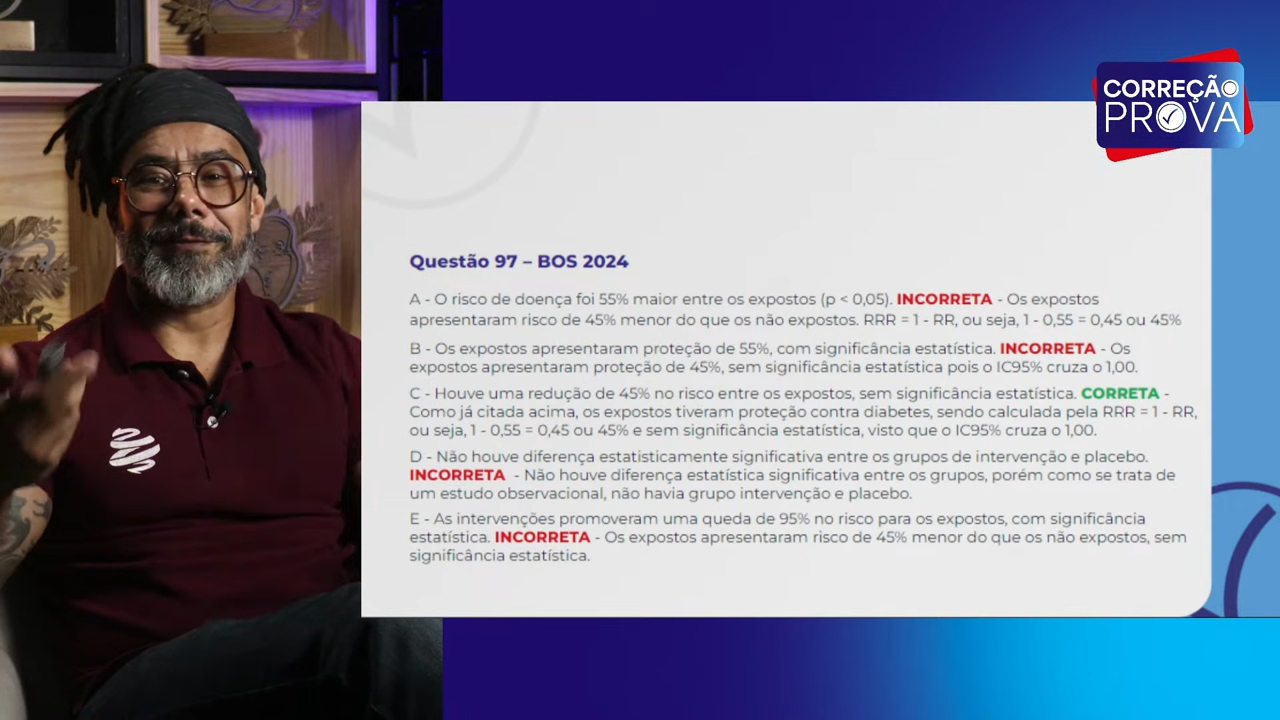 CORREÇÃO
PROVA
Questão 97 – BOS 2024
A - O risco de doença foi 55% maior entre os expostos (p < 0,05). INCORRETA - Os expostos
apresentaram risco de 45% menor do que os não expostos. RRR = 1 - RR, ou seja, 1 - 0,55 = 0,45 ou 45%
B - Os expostos apresentaram proteção de 55%, com significância estatística. INCORRETA - Os
expostos apresentaram proteção de 45%, sem significância estatística pois o IC95% cruza o 1,00.
C - Houve uma redução de 45% no risco entre os expostos, sem significância estatística. CORRETA -
Como já citada acima, os expostos tiveram proteção contra diabetes, sendo calculada pela RRR = 1 - RR,
ou seja, 1 - 0,55 = 0,45 ou 45% e sem significância estatística, visto que o IC95% cruza o 1,00.
D - Não houve diferença estatisticamente significativa entre os grupos de intervenção e placebo.
INCORRETA - Não houve diferença estatística significativa entre os grupos, porém como se trata de
um estudo observacional, não havia grupo intervenção e placebo.
E - As intervenções promoveram uma queda de 95% no risco para os expostos, com significância
estatística. INCORRETA - Os expostos apresentaram risco de 45% menor do que os não expostos, sem
significância estatística.